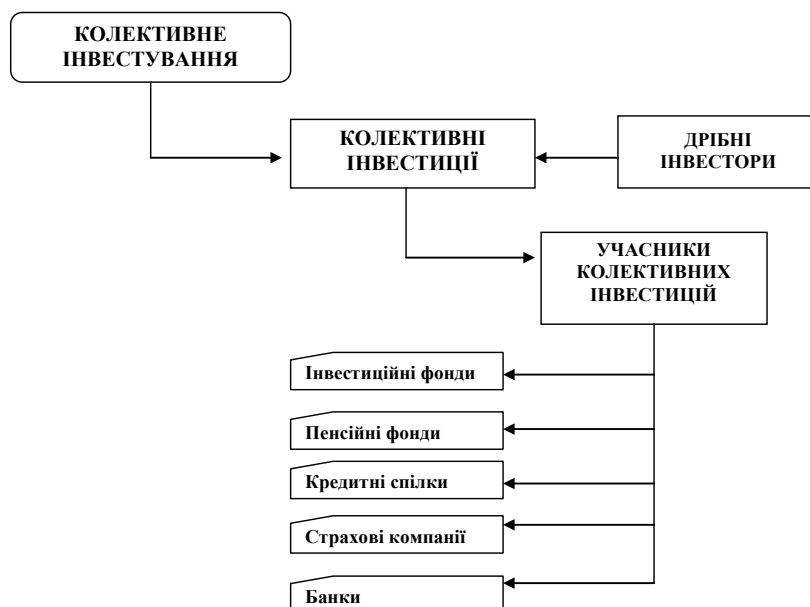 КОЛЕКТИВНЕ
ІНВЕСТУВАННЯ
КОЛЕКТИВНІ
ІНВЕСТИЦІЇ
ДРІБНІ
ІНВЕСТОРИ
УЧАСНИКИ
КОЛЕКТИВНИХ
ІНВЕСТИЦІЙ
Інвестиційні фонди
Пенсійні фонди
Кредитні спілки
Страхові компанії
Банки